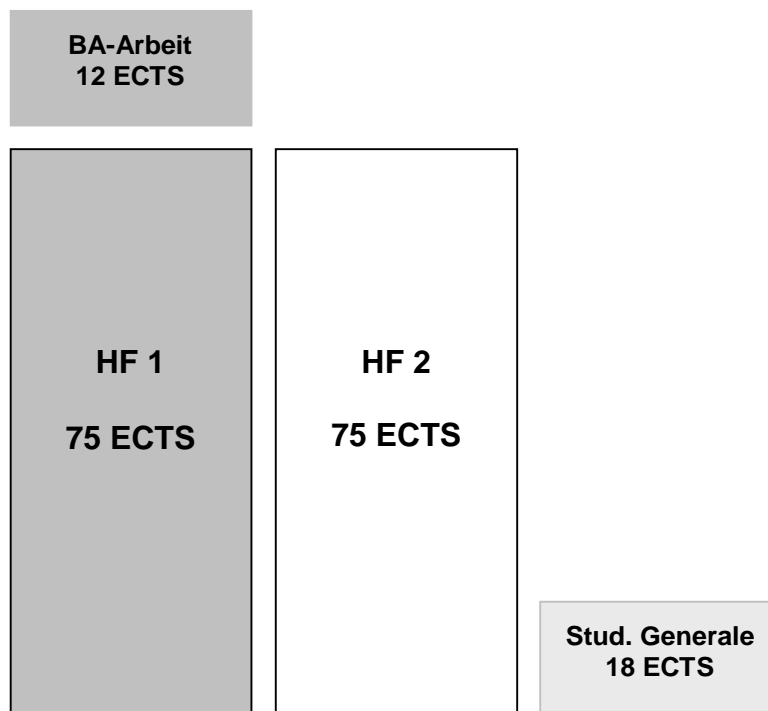 BA-Arbeit
12 ECTS
HF 1
75 ECTS
HF 2
75 ECTS
Stud. Generale
18 ECTS